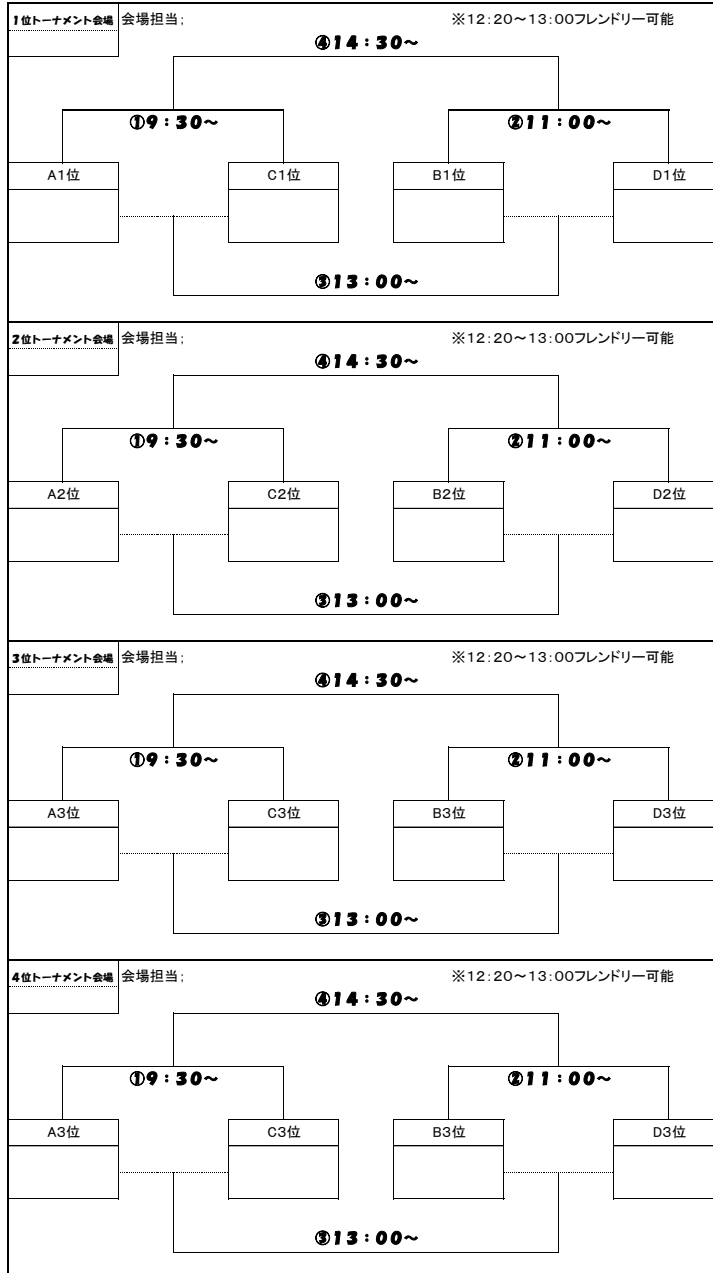 1位トーナメント会場 会場担当; ※12:20～13:00フレンドリー可能
④14:30～
①9:30～ ②11:00～
A1位 C1位 B1位 D1位
③13:00～
2位トーナメント会場 会場担当; ※12:20～13:00フレンドリー可能
④14:30～
①9:30～ ②11:00～
A2位 C2位 B2位 D2位
③13:00～
3位トーナメント会場 会場担当; ※12:20～13:00フレンドリー可能
④14:30～
①9:30～ ②11:00～
A3位 C3位 B3位 D3位
③13:00～
4位トーナメント会場 会場担当; ※12:20～13:00フレンドリー可能
④14:30～
①9:30～ ②11:00～
A3位 C3位 B3位 D3位
③13:00～